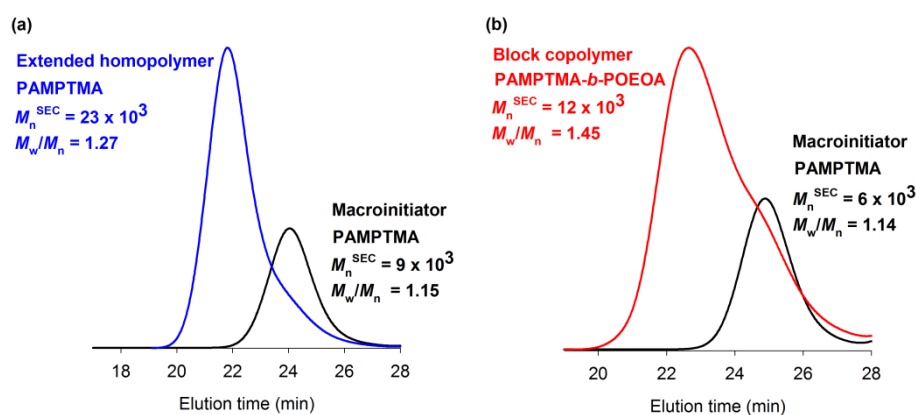 (a)
Extended homopolymer
PAMPTMA
Mn^SEC = 23 x 10^3
Mw/Mn = 1.27
Macroinitiator
PAMPTMA
Mn^SEC = 9 x 10^3
Mw/Mn = 1.15
18 20 22 24 26 28
Elution time (min)
(b)
Block copolymer
PAMPTMA-b-POEOA
Mn^SEC = 12 x 10^3
Mw/Mn = 1.45
Macroinitiator
PAMPTMA
Mn^SEC = 6 x 10^3
Mw/Mn = 1.14
20 22 24 26 28
Elution time (min)